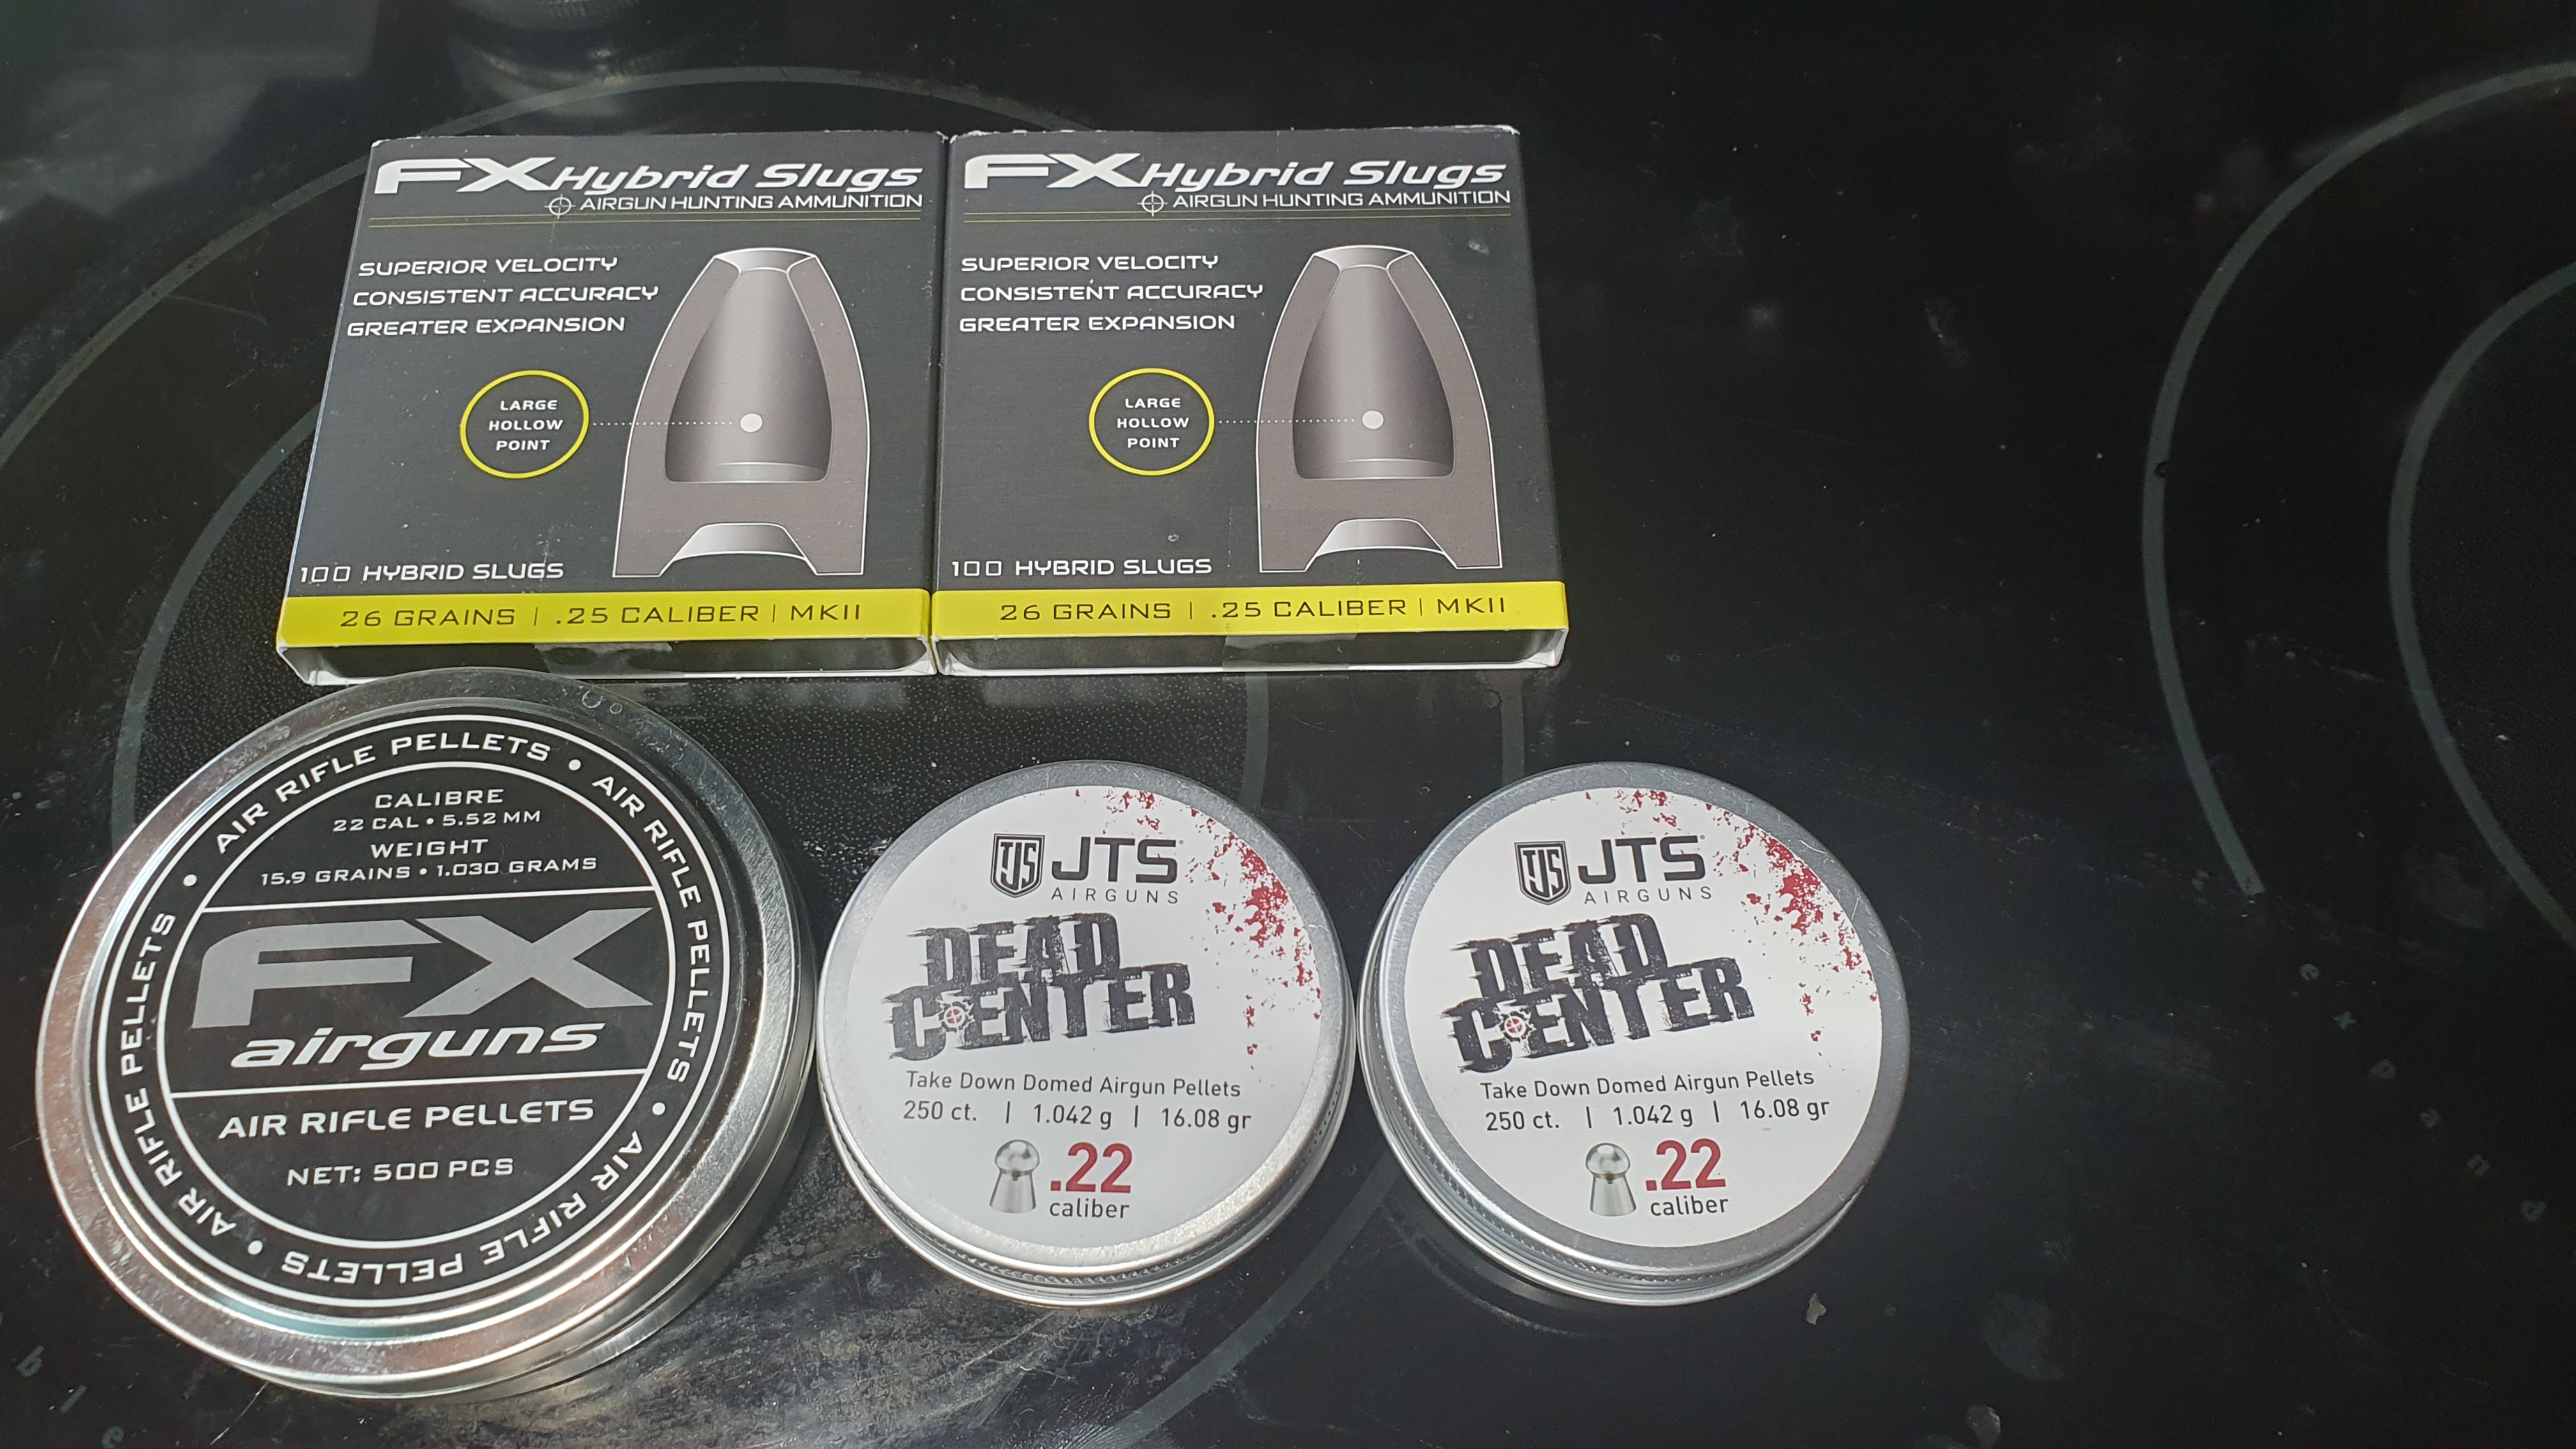 FX Hybrid Slugs
AIRGUN HUNTING AMMUNITION
SUPERIOR VELOCITY
CONSISTENT ACCURACY
GREATER EXPANSION
LARGE
HOLLOW
POINT
100 HYBRID SLUGS
26 GRAINS | .25 CALIBER | MKII
FX Hybrid Slugs
AIRGUN HUNTING AMMUNITION
SUPERIOR VELOCITY
CONSISTENT ACCURACY
GREATER EXPANSION
LARGE
HOLLOW
POINT
100 HYBRID SLUGS
26 GRAINS | .25 CALIBER | MKII
AIR RIFLE PELLETS • AIR RIFLE PELLETS • AIR RIFLE PELLETS • AIR RIFLE PELLETS •
CALIBRE
22 CAL • 5.52 MM
WEIGHT
15.9 GRAINS • 1.030 GRAMS
FX
airguns
AIR RIFLE PELLETS
NET: 500 PCS
JTS JTS
AIRGUNS
DEAD
CENTER
Take Down Domed Airgun Pellets
250 ct. | 1.042 g | 16.08 gr
.22
caliber
JTS JTS
AIRGUNS
DEAD
CENTER
Take Down Domed Airgun Pellets
250 ct. | 1.042 g | 16.08 gr
.22
caliber